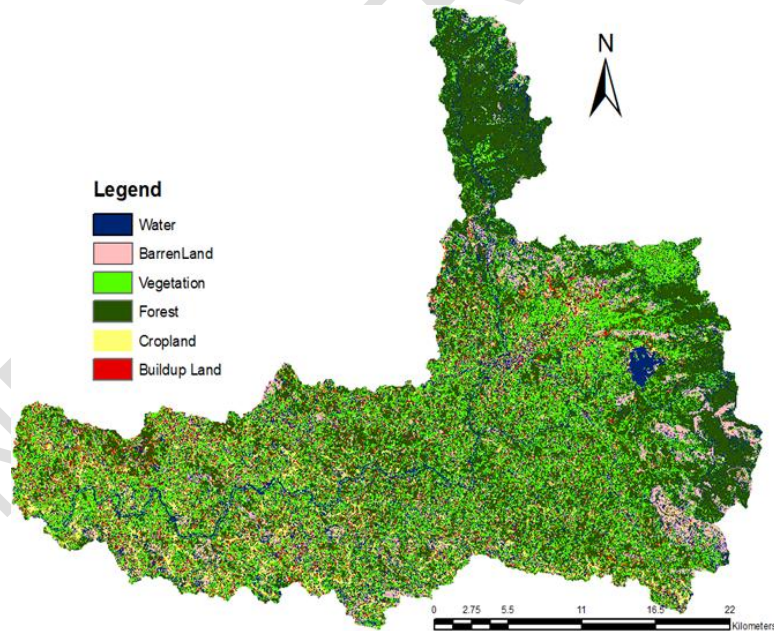 N
Legend
Water
BarrenLand
Vegetation
Forest
Cropland
Buildup Land
0 2.75 5.5 11 16.5 22
Kilometers